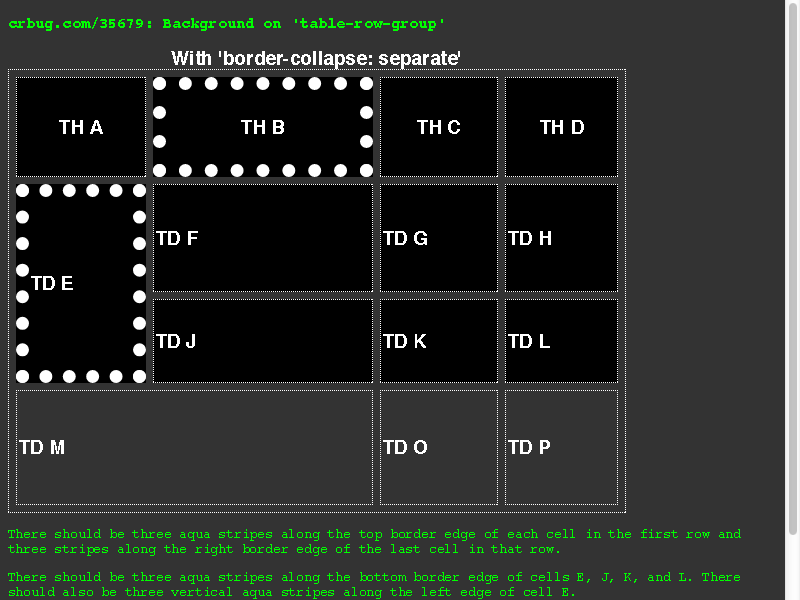 crbug.com/35679: Background on 'table-row-group'
With 'border-collapse: separate'
TH A TH B TH C TH D
TD E TD F TD G TD H
TD J TD K TD L
TD M TD O TD P
There should be three aqua stripes along the top border edge of each cell in the first row and
three stripes along the right border edge of the last cell in that row.
There should be three aqua stripes along the bottom border edge of cells E, J, K, and L. There
should also be three vertical aqua stripes along the left edge of cell E.